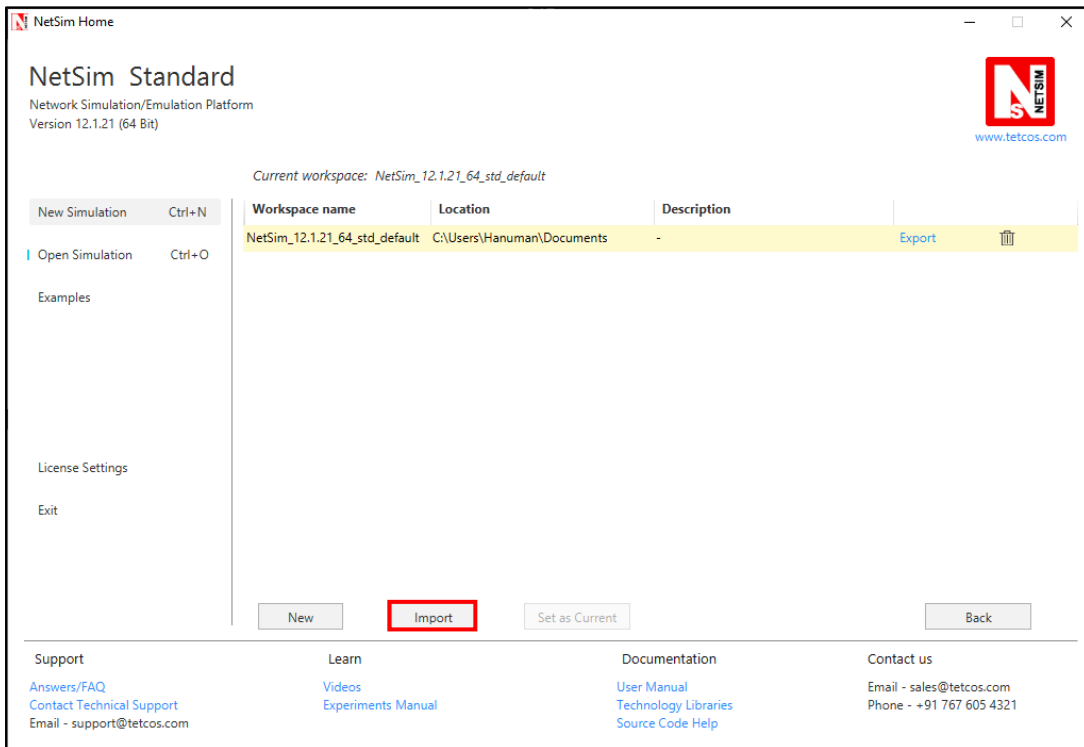 NetSim Home
NetSim Standard
Network Simulation/Emulation Platform
Version 12.1.21 (64 Bit)
NETSIM
NS
www.tetcos.com
Current workspace: NetSim_12.1.21_64_std_default
New Simulation Ctrl+N
Open Simulation Ctrl+O
Examples
License Settings
Exit
Workspace name Location Description
NetSim_12.1.21_64_std_default C:\Users\Hanuman\Documents - Export
New Import Set as Current Back
Support
Answers/FAQ
Contact Technical Support
Email - support@tetcos.com
Learn
Videos
Experiments Manual
Documentation
User Manual
Technology Libraries
Source Code Help
Contact us
Email - sales@tetcos.com
Phone - +91 767 605 4321